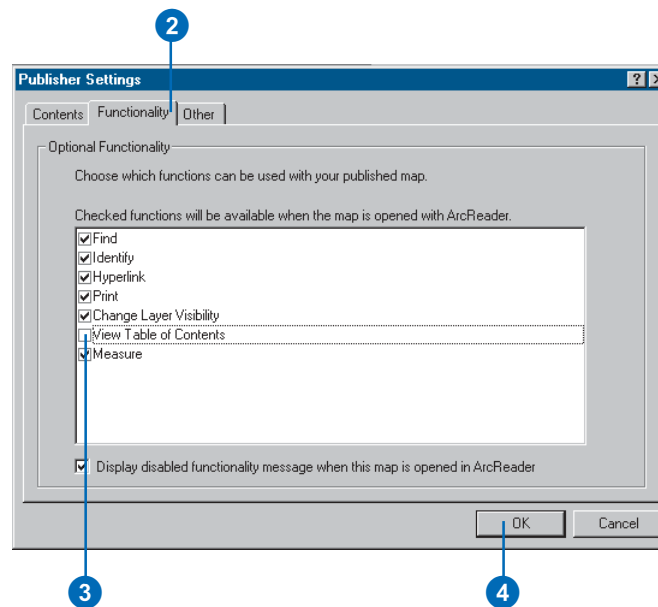 2
Publisher Settings
Contents Functionality Other
Optional Functionality
Choose which functions can be used with your published map.
Checked functions will be available when the map is opened with ArcReader.
Find
Identify
Hyperlink
Print
Change Layer Visibility
View Table of Contents
Measure
Display disabled functionality message when this map is opened in ArcReader
OK Cancel
3 4